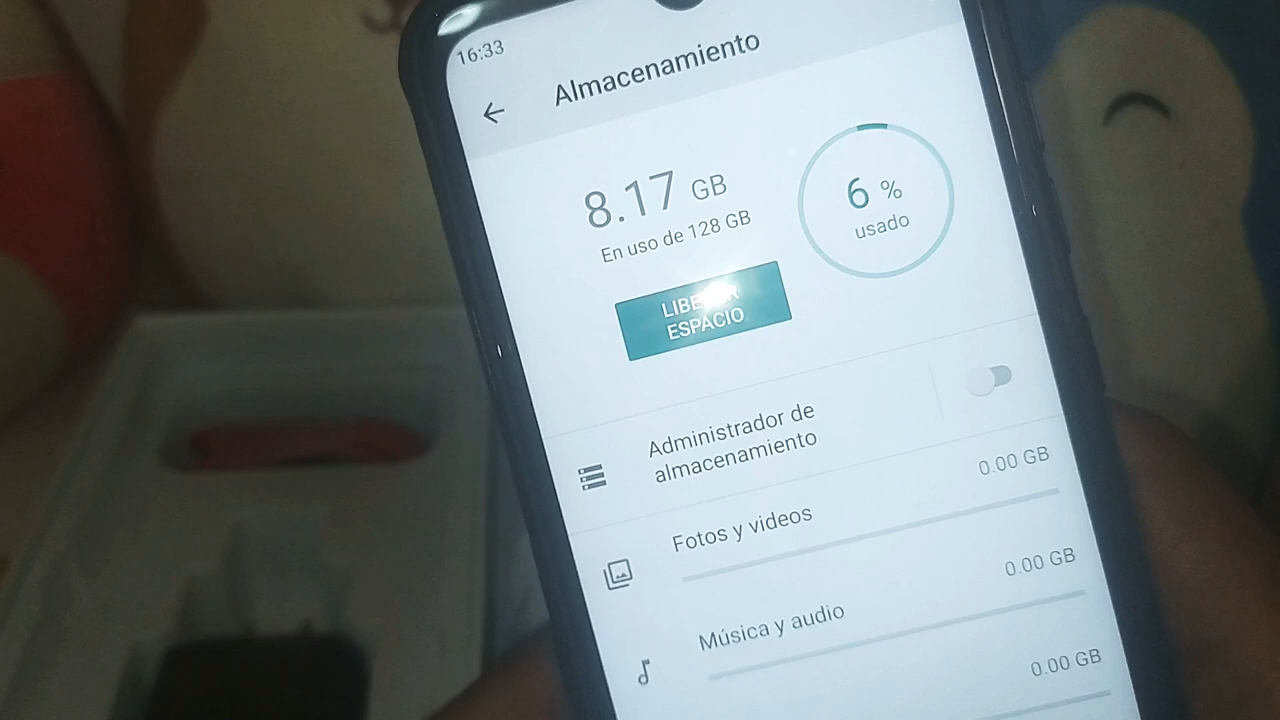 16:33
Almacenamiento
8.17 GB
En uso de 128 GB
6 %
usado
ESPACIO
Administrador de
almacenamiento
Fotos y videos
0.00 GB
Música y audio
0.00 GB
0.00 GB